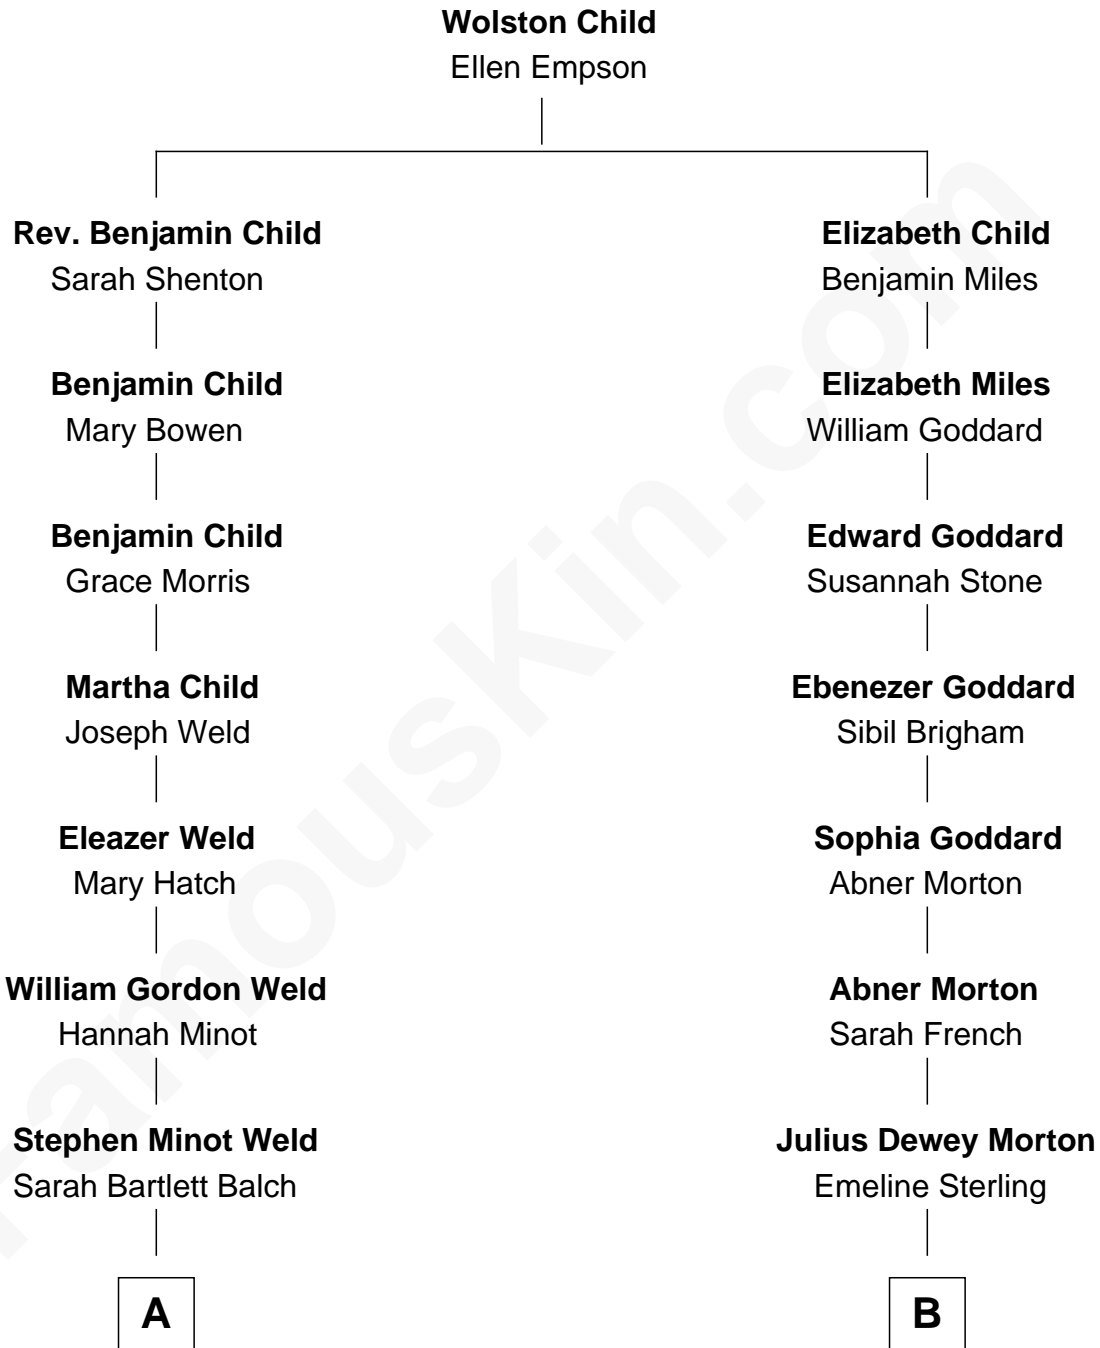 Wolston Child
Ellen Empson
Rev. Benjamin Child
Sarah Shenton
Elizabeth Child
Benjamin Miles
Benjamin Child
Mary Bowen
Elizabeth Miles
William Goddard
Benjamin Child
Grace Morris
Edward Goddard
Susannah Stone
Martha Child
Joseph Weld
Ebenezer Goddard
Sibil Brigham
Eleazer Weld
Mary Hatch
Sophia Goddard
Abner Morton
William Gordon Weld
Hannah Minot
Abner Morton
Sarah French
Stephen Minot Weld
Sarah Bartlett Balch
Julius Dewey Morton
Emeline Sterling
A
B
FamousKin.com